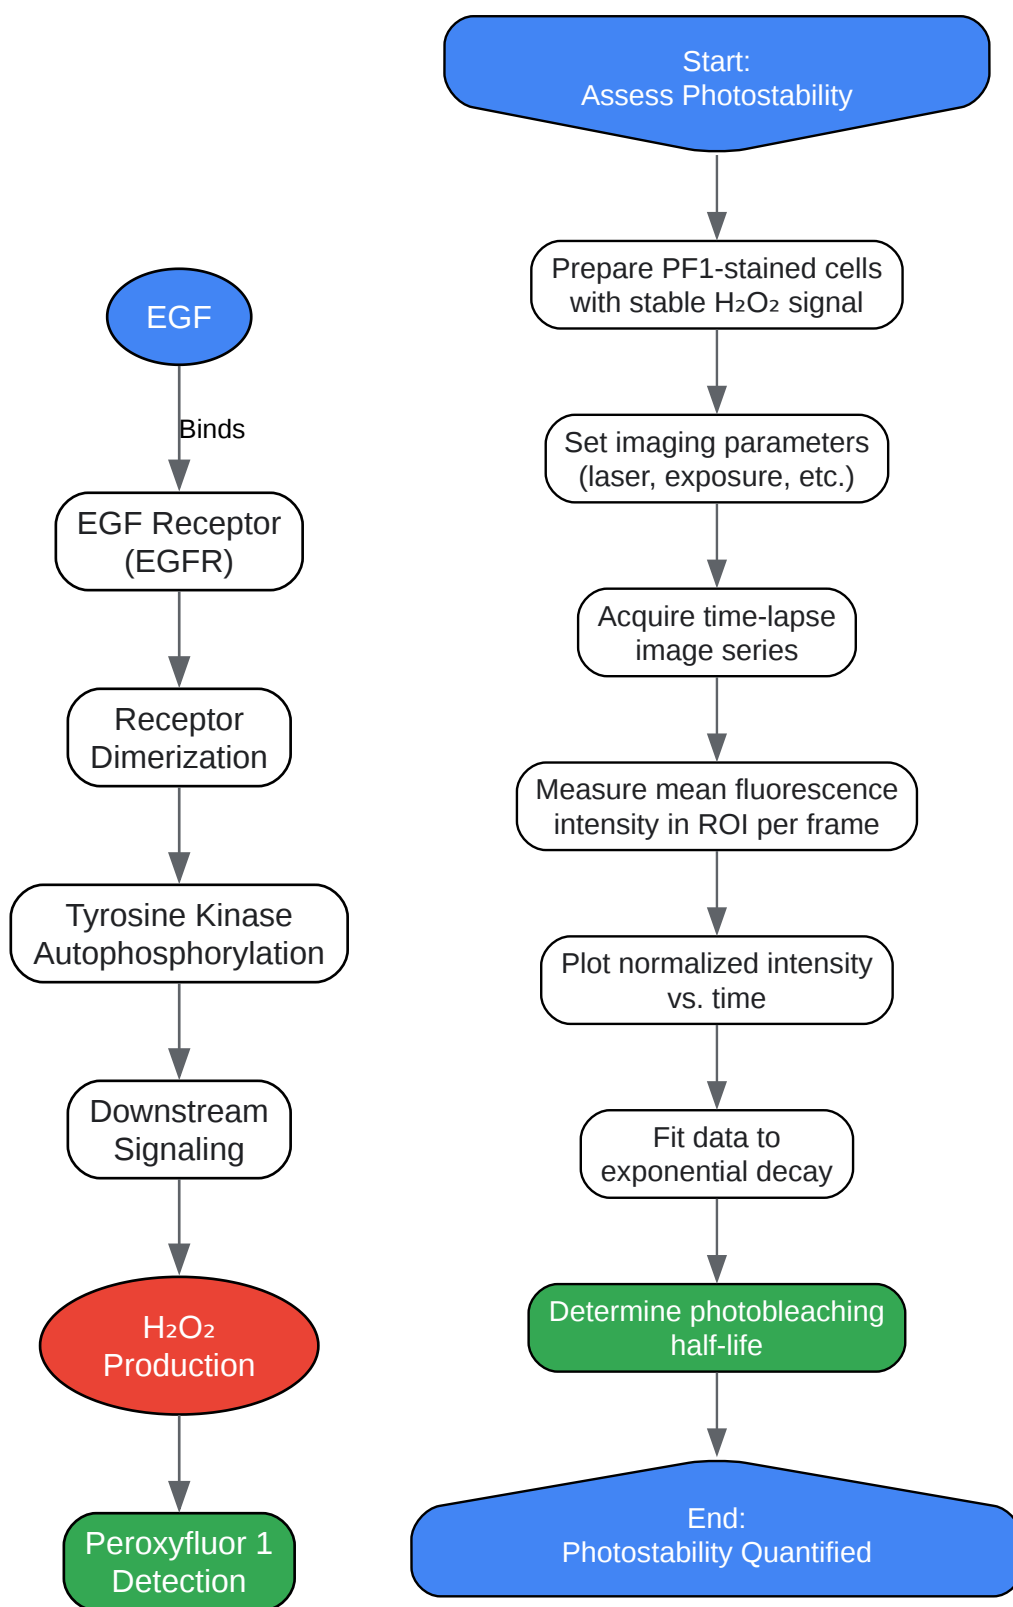 EGF
Binds
EGF Receptor
(EGFR)
Receptor
Dimerization
Tyrosine Kinase
Autophosphorylation
Downstream
Signaling
H₂O₂
Production
Peroxyfluor 1
Detection
Start:
Assess Photostability
Prepare PF1-stained cells
with stable H₂O₂ signal
Set imaging parameters
(laser, exposure, etc.)
Acquire time-lapse
image series
Measure mean fluorescence
intensity in ROI per frame
Plot normalized intensity
vs. time
Fit data to
exponential decay
Determine photobleaching
half-life
End:
Photostability Quantified